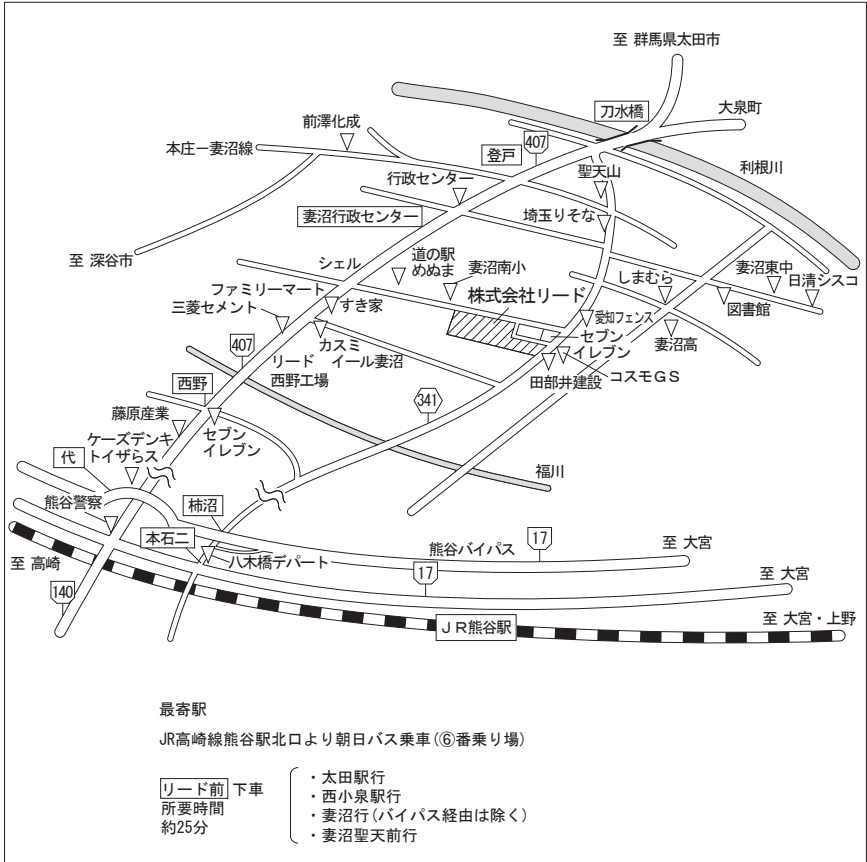 至 群馬県太田市
刀水橋
大泉町
前澤化成
407
本庄ー妻沼線
登戸
利根川
聖天山
行政センター
妻沼行政センター
埼玉りそな
至 深谷市
シェル
道の駅
めぬま
妻沼南小
しまむら
妻沼東中
日清シスコ
ファミリーマート
すき家
株式会社リード
三菱セメント
愛知フェンス
図書館
妻沼高
カスミ
イール妻沼
セブン
イレブン
リード
西野工場
コスモGS
田部井建設
407
西野
341
藤原産業
セブン
イレブン
ケーズデンキ
トイザらス
福川
代
柿沼
熊谷警察
本石二
熊谷バイパス
17
至 大宮
至 高崎
八木橋デパート
17
至 大宮
140
JR熊谷駅
至 大宮・上野
最寄駅
JR高崎線熊谷駅北口より朝日バス乗車(⑥番乗り場)
リード前 下車
所要時間
約25分
・太田駅行
・西小泉駅行
・妻沼行(バイパス経由は除く)
・妻沼聖天前行